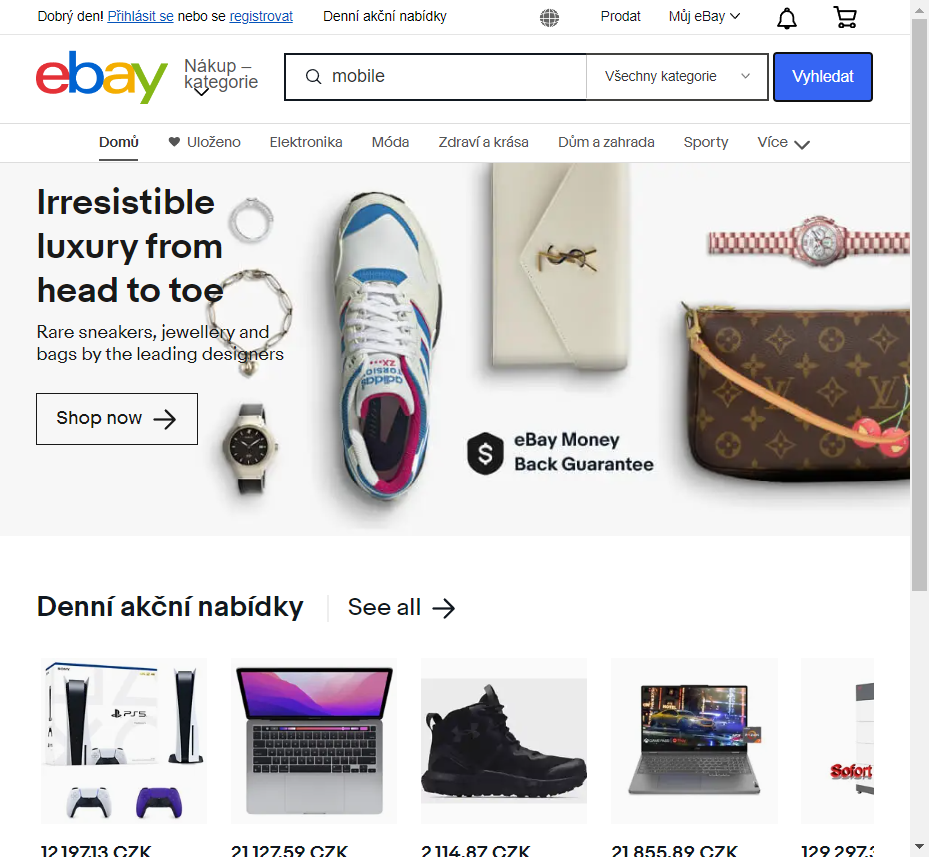 Dobrý den! Přihlásit se nebo se registrovat
Denní akční nabídky
Prodat
Můj eBay
ebay
Nákup –
kategorie
mobile
Všechny kategorie
Vyhledat
Domů
Uloženo
Elektronika
Móda
Zdraví a krása
Dům a zahrada
Sporty
Více
Irresistible
luxury from
head to toe
Rare sneakers, jewellery and
bags by the leading designers
Shop now
adidas
TORSION
eBay Money
Back Guarantee
Denní akční nabídky
See all
SONY
PS5
Sofort
12 197,13 CZK
21 127,59 CZK
2 114,87 CZK
21 855,89 CZK